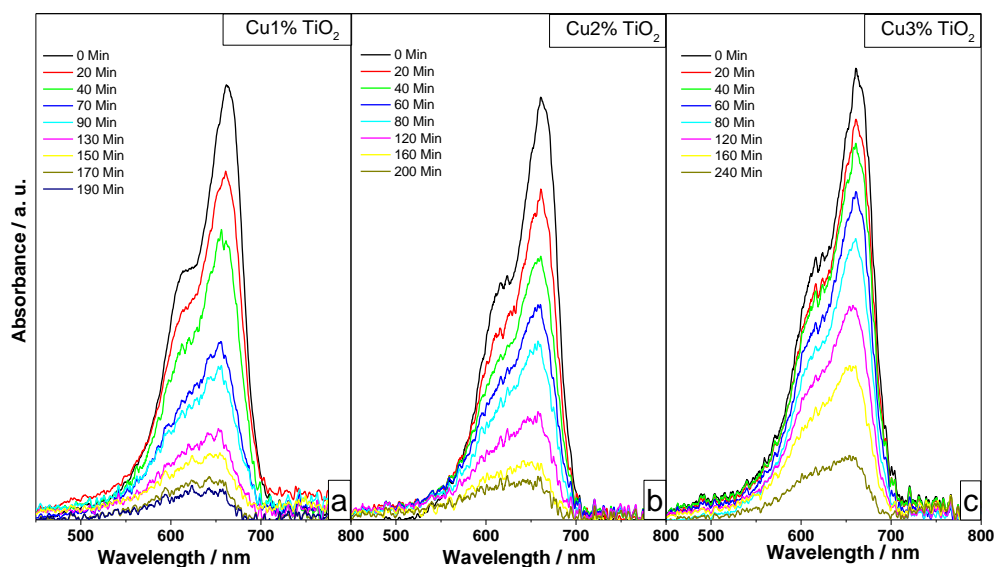 Cu1% TiO2
0 Min
20 Min
40 Min
70 Min
90 Min
130 Min
150 Min
170 Min
190 Min
a
Cu2% TiO2
0 Min
20 Min
40 Min
60 Min
80 Min
120 Min
160 Min
200 Min
b
Cu3% TiO2
0 Min
20 Min
40 Min
60 Min
80 Min
120 Min
160 Min
240 Min
c
Absorbance / a. u.
500 600 700 800 500 600 700 800 500 600 700 800
Wavelength / nm Wavelength / nm Wavelength / nm